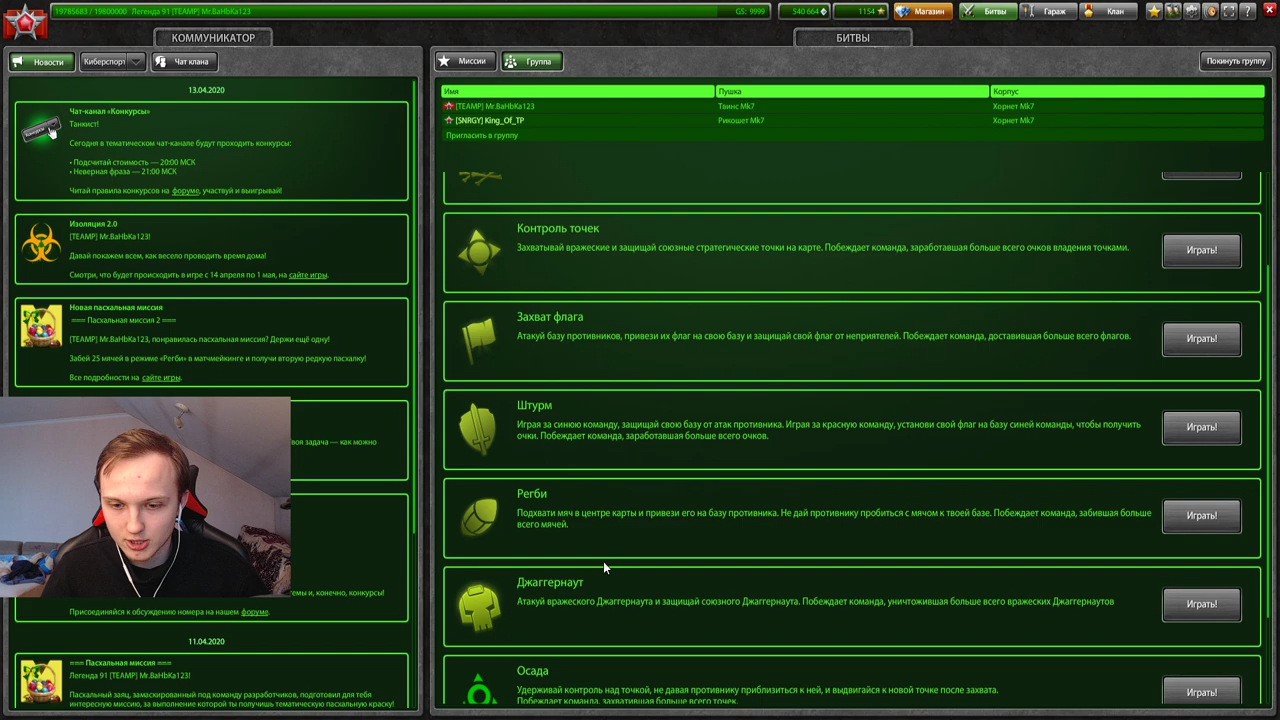 19785683 / 19800000 Легенда 91 [TEAMP] Mr.BaHbKa123
GS: 9999
540 664
1154
Магазин
Битвы
Гараж
Клан
КОММУНИКАТОР
БИТВЫ
Новости
Киберспорт
Чат клана
Миссии
Группа
Покинуть группу
13.04.2020
Чат-канал «Конкурсы»
Танкист!
Сегодня в тематическом чат-канале будут проходить конкурсы:
• Подсчитай стоимость — 20:00 МСК
• Неверная фраза — 21:00 МСК
Читай правила конкурсов на форуме, участвуй и выигрывай!
Изоляция 2.0
[TEAMP] Mr.BaHbKa123!
Давай покажем всем, как весело проводить время дома!
Смотри, что будет происходить в игре с 14 апреля по 1 мая, на сайте игры.
Новая пасхальная миссия
=== Пасхальная миссия 2 ===
[TEAMP] Mr.BaHbKa123, понравилась пасхальная миссия? Держи ещё одну!
Забей 25 мячей в режиме «Регби» в матчмейкинге и получи вторую редкую пасхалку!
Все подробности на сайте игры.
воя задача — как можно
темы и, конечно, конкурсы!
Присоединяйся к обсуждению номера на нашем форуме.
11.04.2020
=== Пасхальная миссия ===
Легенда 91 [TEAMP] Mr.BaHbKa123!
Пасхальный заяц, замаскированный под команду разработчиков, подготовил для тебя
интересную миссию, за выполнение которой ты получишь тематическую пасхальную краску!
Имя
Пушка
Корпус
[TEAMP] Mr.BaHbKa123
Твинс Mk7
Хорнет Mk7
[SNRGY] King_Of_TP
Рикошет Mk7
Хорнет Mk7
Пригласить в группу
Контроль точек
Захватывай вражеские и защищай союзные стратегические точки на карте. Побеждает команда, заработавшая больше всего очков владения точками.
Играть!
Захват флага
Атакуй базу противников, привези их флаг на свою базу и защищай свой флаг от неприятелей. Побеждает команда, доставившая больше всего флагов.
Играть!
Штурм
Играя за синюю команду, защищай свою базу от атак противника. Играя за красную команду, установи свой флаг на базу синей команды, чтобы получить
очки. Побеждает команда, заработавшая больше всего очков.
Играть!
Регби
Подхвати мяч в центре карты и привези его на базу противника. Не дай противнику пробиться с мячом к твоей базе. Побеждает команда, забившая больше
всего мячей.
Играть!
Джаггернаут
Атакуй вражеского Джаггернаута и защищай союзного Джаггернаута. Побеждает команда, уничтожившая больше всего вражеских Джаггернаутов
Играть!
Осада
Удерживай контроль над точкой, не давая противнику приблизиться к ней, и выдвигайся к новой точке после захвата.
Побеждает команда, захватившая больше всего точек.
Играть!